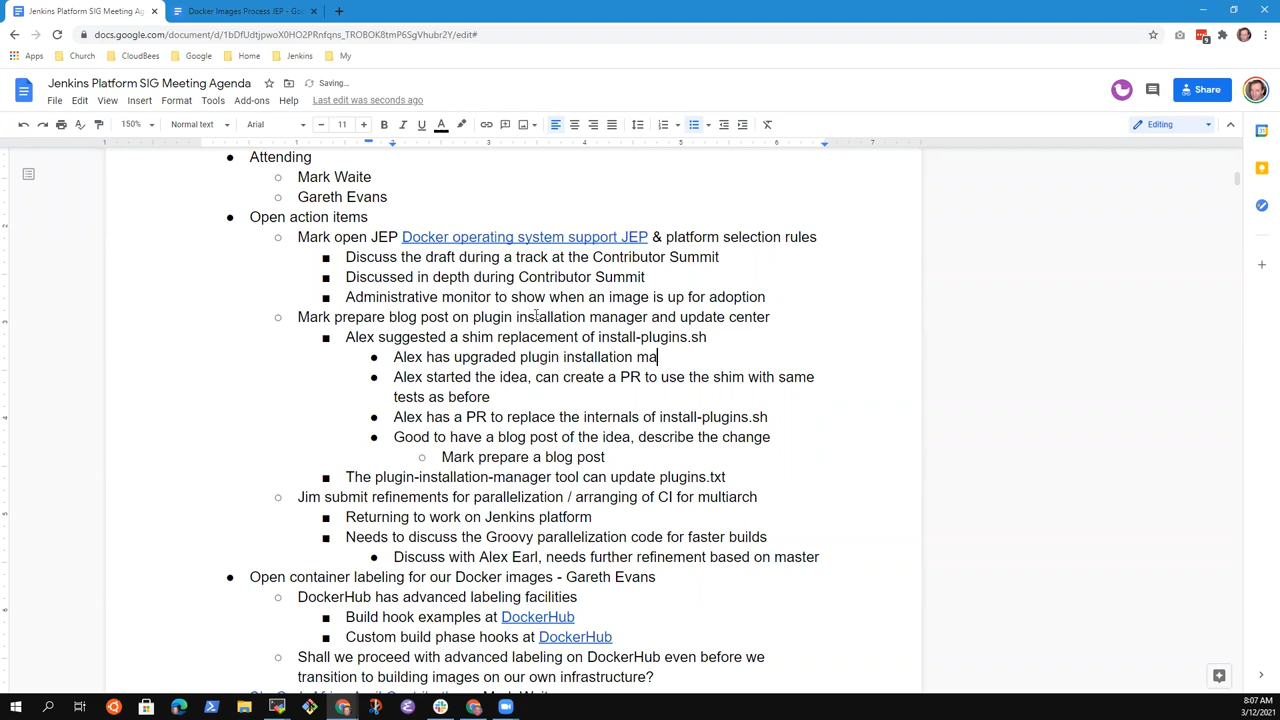 Jenkins Platform SIG Meeting Ag
Docker Images Process JEP - Goo
docs.google.com/document/d/1bDfUdtjpwoX0HO2PRnfqns_TROBOK8tmP6SgVhubr2Y/edit#
Apps Church CloudBees Google Home Jenkins My
Jenkins Platform SIG Meeting Agenda
Saving...
File Edit View Insert Format Tools Add-ons Help Last edit was seconds ago
Share
150% Normal text Arial 11 Editing
1 1 2 3 4 5 6 7
Attending
Mark Waite
Gareth Evans
Open action items
Mark open JEP Docker operating system support JEP & platform selection rules
Discuss the draft during a track at the Contributor Summit
Discussed in depth during Contributor Summit
Administrative monitor to show when an image is up for adoption
Mark prepare blog post on plugin installation manager and update center
Alex suggested a shim replacement of install-plugins.sh
Alex has upgraded plugin installation ma
Alex started the idea, can create a PR to use the shim with same
tests as before
Alex has a PR to replace the internals of install-plugins.sh
Good to have a blog post of the idea, describe the change
Mark prepare a blog post
The plugin-installation-manager tool can update plugins.txt
Jim submit refinements for parallelization / arranging of CI for multiarch
Returning to work on Jenkins platform
Needs to discuss the Groovy parallelization code for faster builds
Discuss with Alex Earl, needs further refinement based on master
Open container labeling for our Docker images - Gareth Evans
DockerHub has advanced labeling facilities
Build hook examples at DockerHub
Custom build phase hooks at DockerHub
Shall we proceed with advanced labeling on DockerHub even before we
transition to building images on our own infrastructure?
8:07 AM
3/12/2021